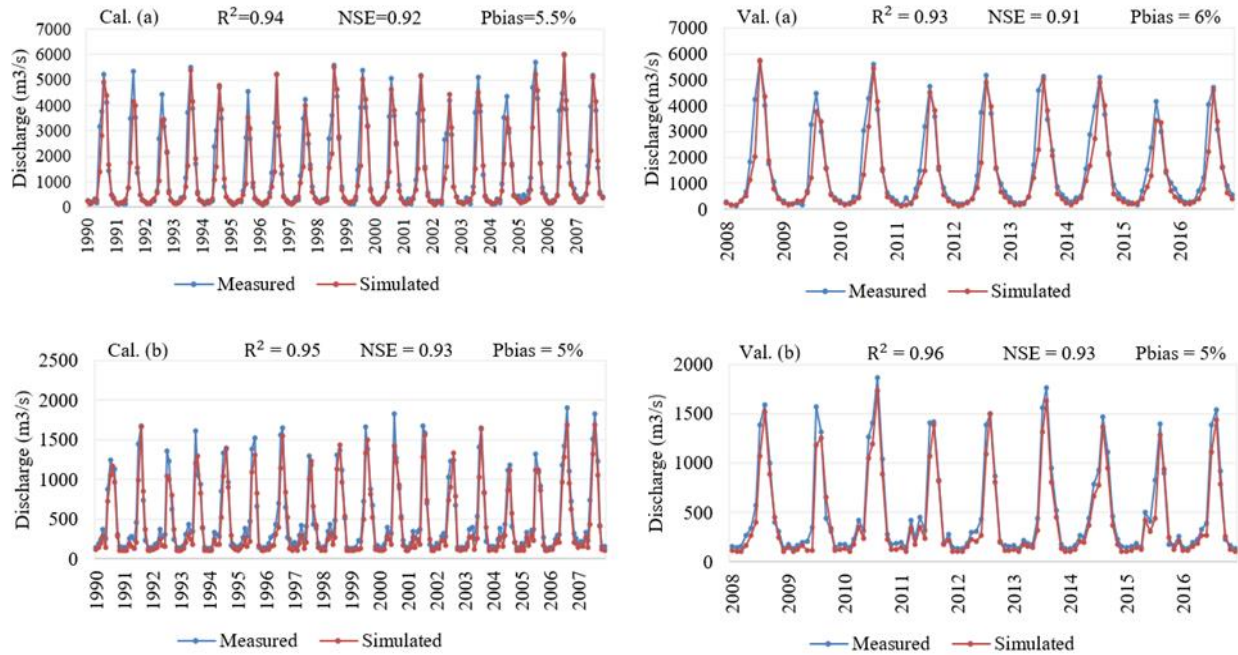 Cal. (a) R²=0.94 NSE=0.92 Pbias=5.5%
Discharge (m3/s)
7000
6000
5000
4000
3000
2000
1000
0
1990 1991 1992 1993 1994 1995 1996 1997 1998 1999 2000 2001 2002 2003 2004 2005 2006 2007
Measured Simulated
Val. (a) R² = 0.93 NSE = 0.91 Pbias = 6%
Discharge(m3/s)
7000
6000
5000
4000
3000
2000
1000
0
2008 2009 2010 2011 2012 2013 2014 2015 2016
Measured Simulated
Cal. (b) R² = 0.95 NSE = 0.93 Pbias = 5%
Discharge (m3/s)
2500
2000
1500
1000
500
0
1990 1991 1992 1993 1994 1995 1996 1997 1998 1999 2000 2001 2002 2003 2004 2005 2006 2007
Measured Simulated
Val. (b) R² = 0.96 NSE = 0.93 Pbias = 5%
Discharge (m3/s)
2000
1500
1000
500
0
2008 2009 2010 2011 2012 2013 2014 2015 2016
Measured Simulated